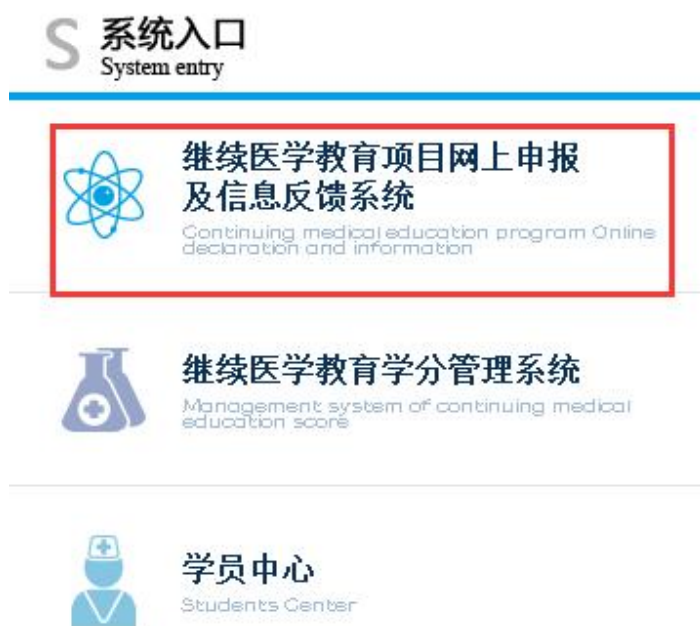 S 系统入口
System entry
继续医学教育项目网上申报
及信息反馈系统
Continuing medical education program Online
declaration and information
继续医学教育学分管理系统
Management system of continuing medical
education score
学员中心
Students Center